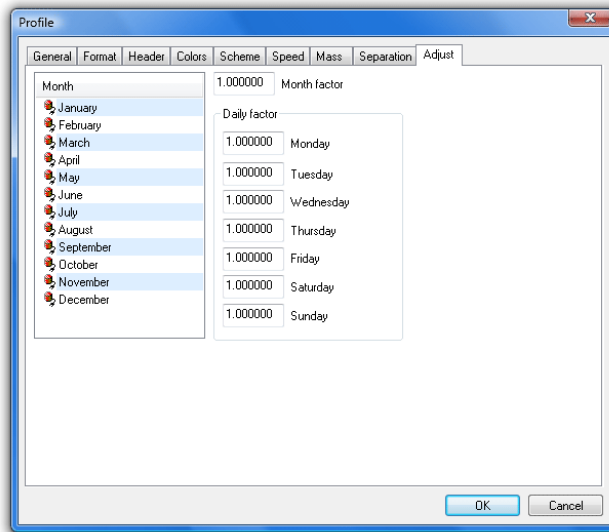 Profile
General Format Header Colors Scheme Speed Mass Separation Adjust
Month
January
February
March
April
May
June
July
August
September
October
November
December
1.000000 Month factor
Daily factor
1.000000 Monday
1.000000 Tuesday
1.000000 Wednesday
1.000000 Thursday
1.000000 Friday
1.000000 Saturday
1.000000 Sunday
OK Cancel